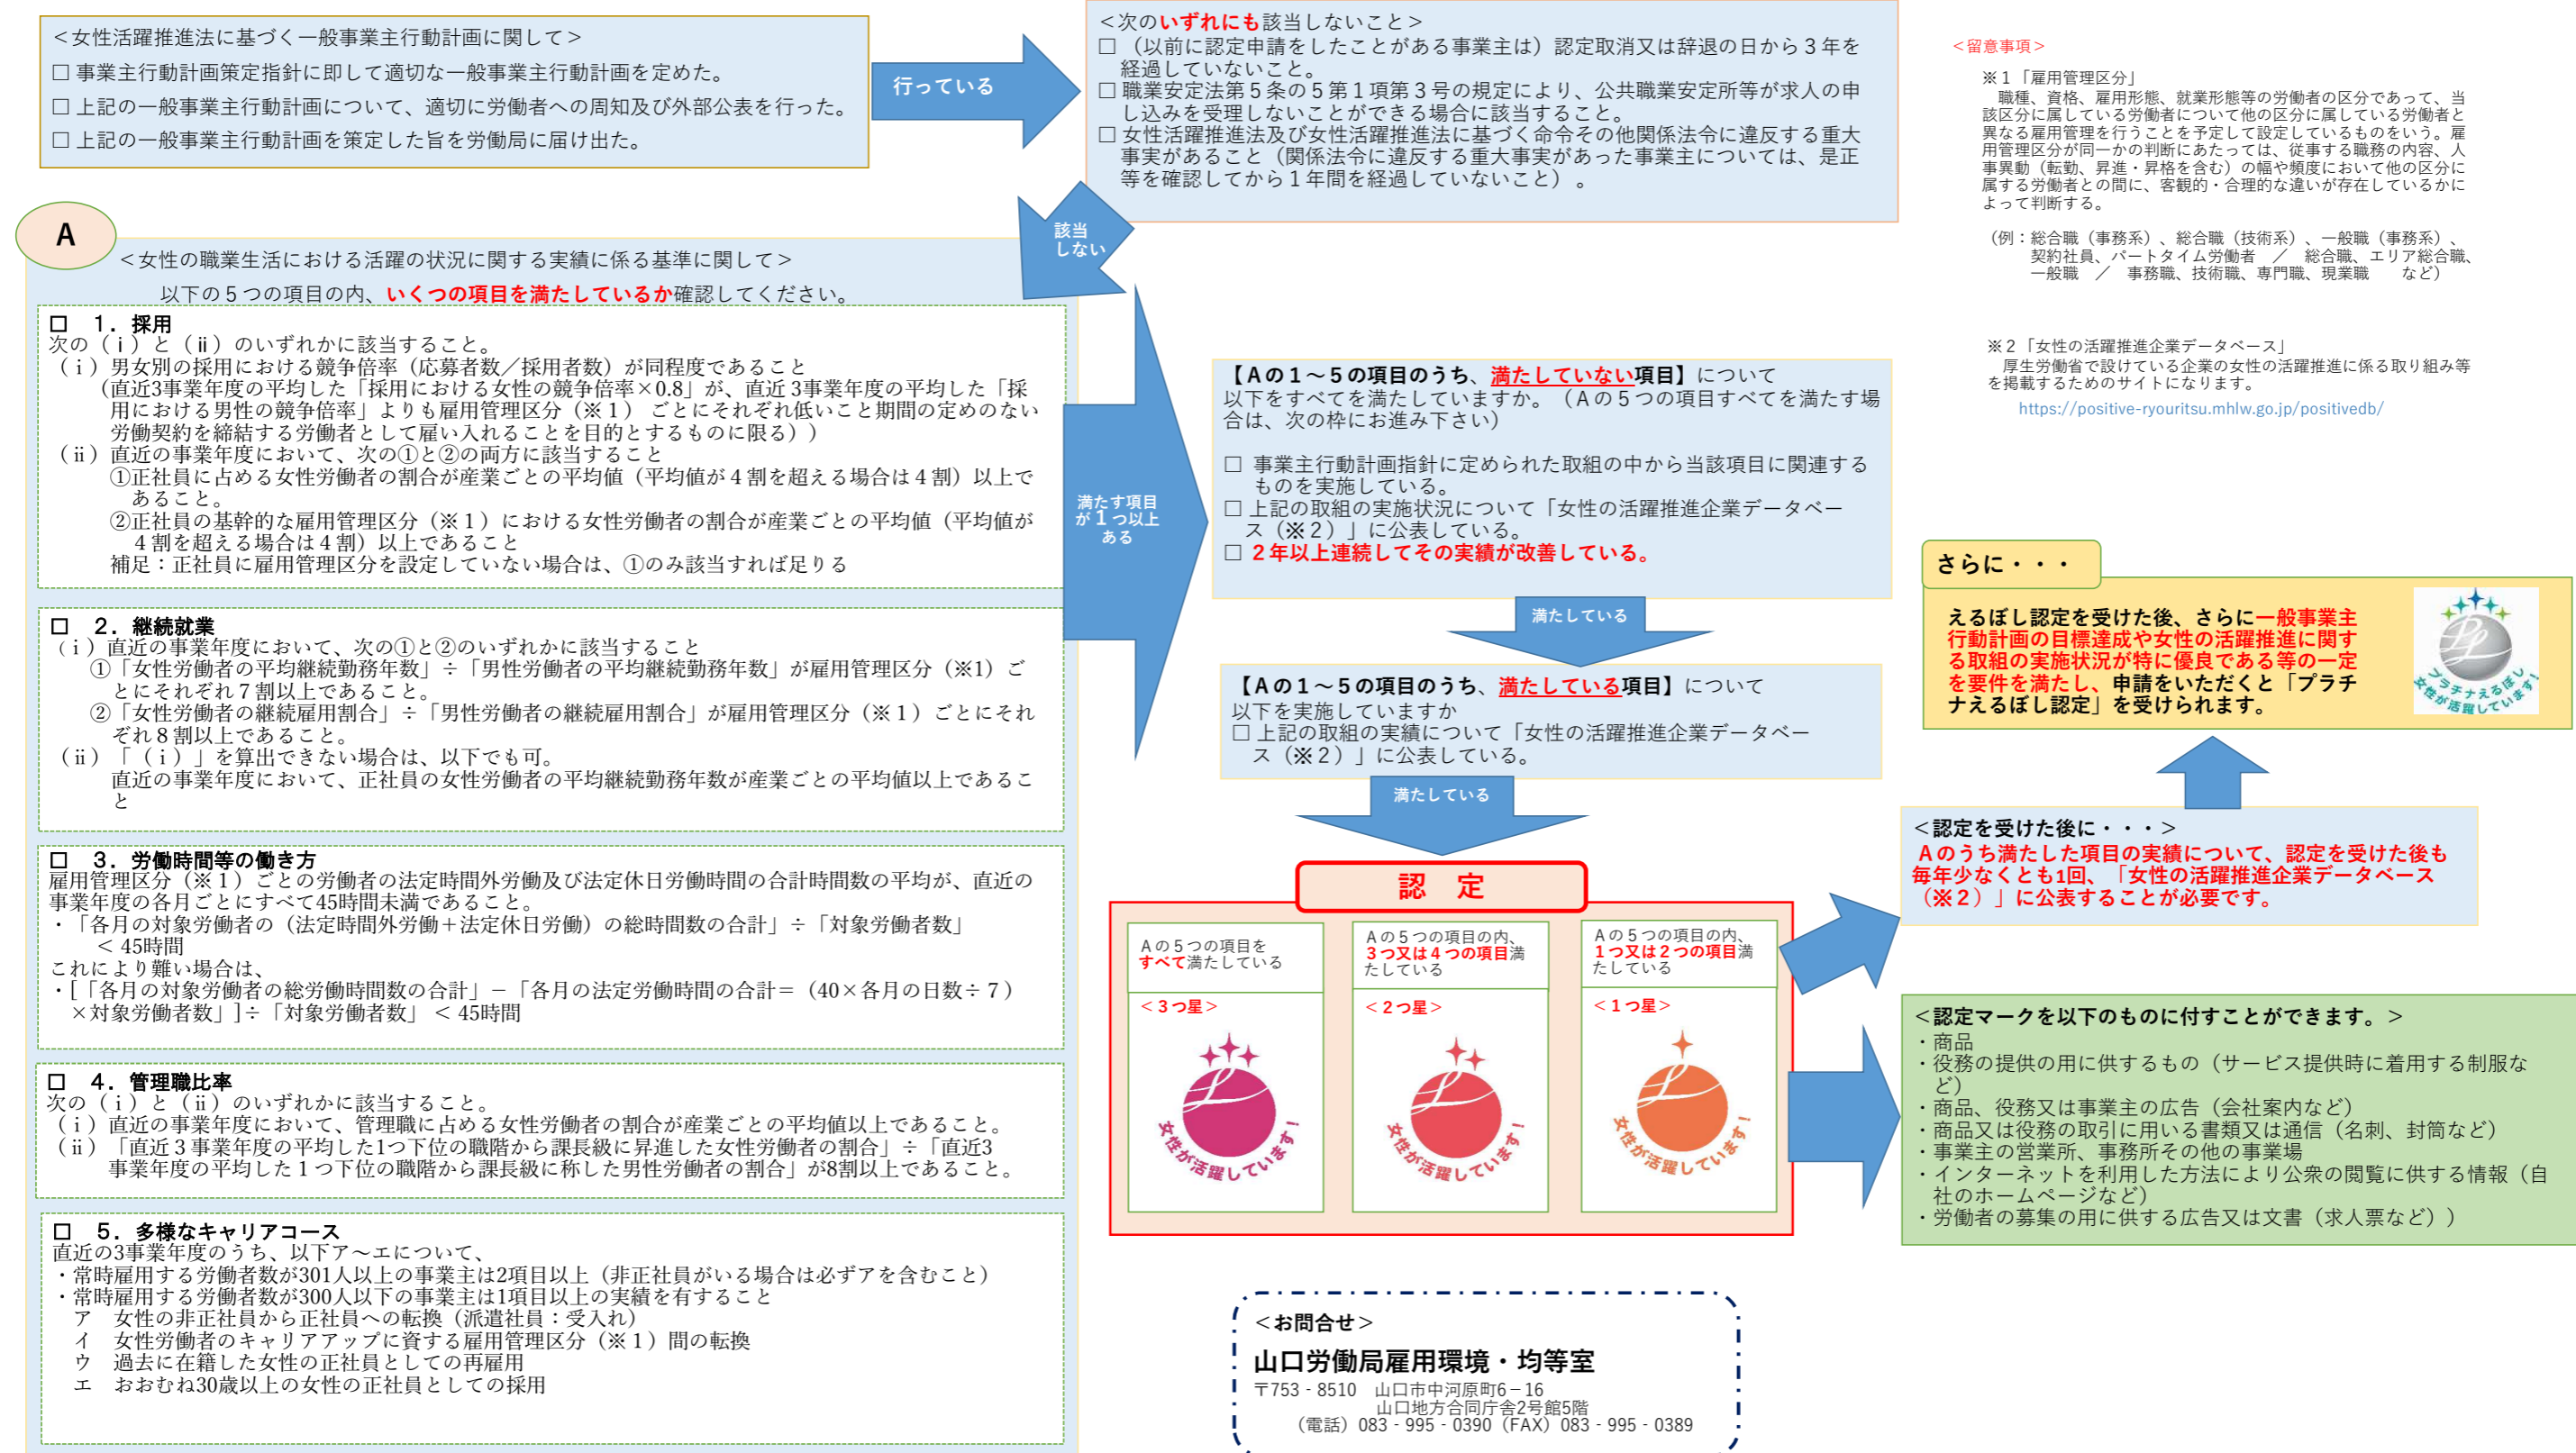 ＜女性活躍推進法に基づく一般事業主行動計画に関して＞
□ 事業主行動計画策定指針に即して適切な一般事業主行動計画を定めた。
□ 上記の一般事業主行動計画について、適切に労働者への周知及び外部公表を行った。
□ 上記の一般事業主行動計画を策定した旨を労働局に届け出た。
行っている
＜次のいずれにも該当しないこと＞
□ （以前に認定申請をしたことがある事業主は）認定取消又は辞退の日から３年を
経過していないこと。
□ 職業安定法第５条の５第１項第３号の規定により、公共職業安定所等が求人の申
し込みを受理しないことができる場合に該当すること。
□ 女性活躍推進法及び女性活躍推進法に基づく命令その他関係法令に違反する重大
事実があること（関係法令に違反する重大事実があった事業主については、是正
等を確認してから１年間を経過していないこと）。
該当
しない
A
＜女性の職業生活における活躍の状況に関する実績に係る基準に関して＞
以下の５つの項目の内、いくつの項目を満たしているか確認してください。
□ １．採用
次の（ⅰ）と（ⅱ）のいずれかに該当すること。
（ⅰ）男女別の採用における競争倍率（応募者数／採用者数）が同程度であること
（直近3事業年度の平均した「採用における女性の競争倍率×0.8」が、直近３事業年度の平均した「採
用における男性の競争倍率」よりも雇用管理区分（※１） ごとにそれぞれ低いこと期間の定めのない
労働契約を締結する労働者として雇い入れることを目的とするものに限る））
（ⅱ）直近の事業年度において、次の①と②の両方に該当すること
①正社員に占める女性労働者の割合が産業ごとの平均値（平均値が４割を超える場合は４割）以上で
あること。
②正社員の基幹的な雇用管理区分（※１）における女性労働者の割合が産業ごとの平均値（平均値が
４割を超える場合は４割）以上であること
補足：正社員に雇用管理区分を設定していない場合は、①のみ該当すれば足りる
□ ２．継続就業
（ⅰ）直近の事業年度において、次の①と②のいずれかに該当すること
①「女性労働者の平均継続勤務年数」÷「男性労働者の平均継続勤務年数」が雇用管理区分（※1）ご
とにそれぞれ７割以上であること。
②「女性労働者の継続雇用割合」÷「男性労働者の継続雇用割合」が雇用管理区分（※１）ごとにそれ
ぞれ８割以上であること。
（ⅱ）「（ⅰ）」を算出できない場合は、以下でも可。
直近の事業年度において、正社員の女性労働者の平均継続勤務年数が産業ごとの平均値以上であるこ
と
□ ３．労働時間等の働き方
雇用管理区分（※１）ごとの労働者の法定時間外労働及び法定休日労働時間の合計時間数の平均が、直近の
事業年度の各月ごとにすべて45時間未満であること。
・「各月の対象労働者の（法定時間外労働＋法定休日労働）の総時間数の合計」÷「対象労働者数」
＜45時間
これにより難い場合は、
・[「各月の対象労働者の総労働時間数の合計」－「各月の法定労働時間の合計＝（40×各月の日数÷７）
×対象労働者数」]÷「対象労働者数」＜45時間
□ ４．管理職比率
次の（ⅰ）と（ⅱ）のいずれかに該当すること。
（ⅰ）直近の事業年度において、管理職に占める女性労働者の割合が産業ごとの平均値以上であること。
（ⅱ）「直近３事業年度の平均した1つ下位の職階から課長級に昇進した女性労働者の割合」÷「直近3
事業年度の平均した１つ下位の職階から課長級に称した男性労働者の割合」が8割以上であること。
□ ５．多様なキャリアコース
直近の3事業年度のうち、以下ア～エについて、
・常時雇用する労働者数が301人以上の事業主は2項目以上（非正社員がいる場合は必ずアを含むこと）
・常時雇用する労働者数が300人以下の事業主は1項目以上の実績を有すること
ア　女性の非正社員から正社員への転換（派遣社員：受入れ）
イ　女性労働者のキャリアアップに資する雇用管理区分（※１）間の転換
ウ　過去に在籍した女性の正社員としての再雇用
エ　おおむね30歳以上の女性の正社員としての採用
満たす項目
が１つ以上
ある
【Ａの１～５の項目のうち、満たしていない項目】について
以下をすべてを満たしていますか。（Ａの５つの項目すべてを満たす場
合は、次の枠にお進み下さい）
□ 事業主行動計画指針に定められた取組の中から当該項目に関連する
ものを実施している。
□ 上記の取組の実施状況について「女性の活躍推進企業データベー
ス（※２）」に公表している。
□ ２年以上連続してその実績が改善している。
満たしている
【Ａの１～５の項目のうち、満たしている項目】について
以下を実施していますか
□ 上記の取組の実績について「女性の活躍推進企業データベー
ス（※２）」に公表している。
満たしている
認　定
Ａの５つの項目を
すべて満たしている
＜３つ星＞
女性が活躍しています！
Ａの５つの項目の内、
３つ又は４つの項目満
たしている
＜２つ星＞
女性が活躍しています！
Ａの５つの項目の内、
１つ又は２つの項目満
たしている
＜１つ星＞
女性が活躍しています！
＜お問合せ＞
山口労働局雇用環境・均等室
〒753‐8510　山口市中河原町6－16
山口地方合同庁舎2号館5階
（電話）083‐995‐0390（FAX）083‐995‐0389
＜留意事項＞
※１「雇用管理区分」
職種、資格、雇用形態、就業形態等の労働者の区分であって、当
該区分に属している労働者について他の区分に属している労働者と
異なる雇用管理を行うことを予定して設定しているものをいう。雇
用管理区分が同一かの判断にあたっては、従事する職務の内容、人
事異動（転勤、昇進・昇格を含む）の幅や頻度において他の区分に
属する労働者との間に、客観的・合理的な違いが存在しているかに
よって判断する。
（例：総合職（事務系）、総合職（技術系）、一般職（事務系）、
契約社員、パートタイム労働者　／　総合職、エリア総合職、
一般職　／　事務職、技術職、専門職、現業職　　など）
※２「女性の活躍推進企業データベース」
厚生労働省で設けている企業の女性の活躍推進に係る取り組み等
を掲載するためのサイトになります。
https://positive-ryouritsu.mhlw.go.jp/positivedb/
さらに・・・
えるぼし認定を受けた後、さらに一般事業主
行動計画の目標達成や女性の活躍推進に関す
る取組の実施状況が特に優良である等の一定
を要件を満たし、申請をいただくと「プラチ
ナえるぼし認定」を受けられます。
プラチナえるぼし
女性が活躍しています！
＜認定を受けた後に・・・＞
Ａのうち満たした項目の実績について、認定を受けた後も
毎年少なくとも1回、「女性の活躍推進企業データベース
（※２）」に公表することが必要です。
＜認定マークを以下のものに付すことができます。＞
・商品
・役務の提供の用に供するもの（サービス提供時に着用する制服な
ど）
・商品、役務又は事業主の広告（会社案内など）
・商品又は役務の取引に用いる書類又は通信（名刺、封筒など）
・事業主の営業所、事務所その他の事業場
・インターネットを利用した方法により公衆の閲覧に供する情報（自
社のホームページなど）
・労働者の募集の用に供する広告又は文書（求人票など））